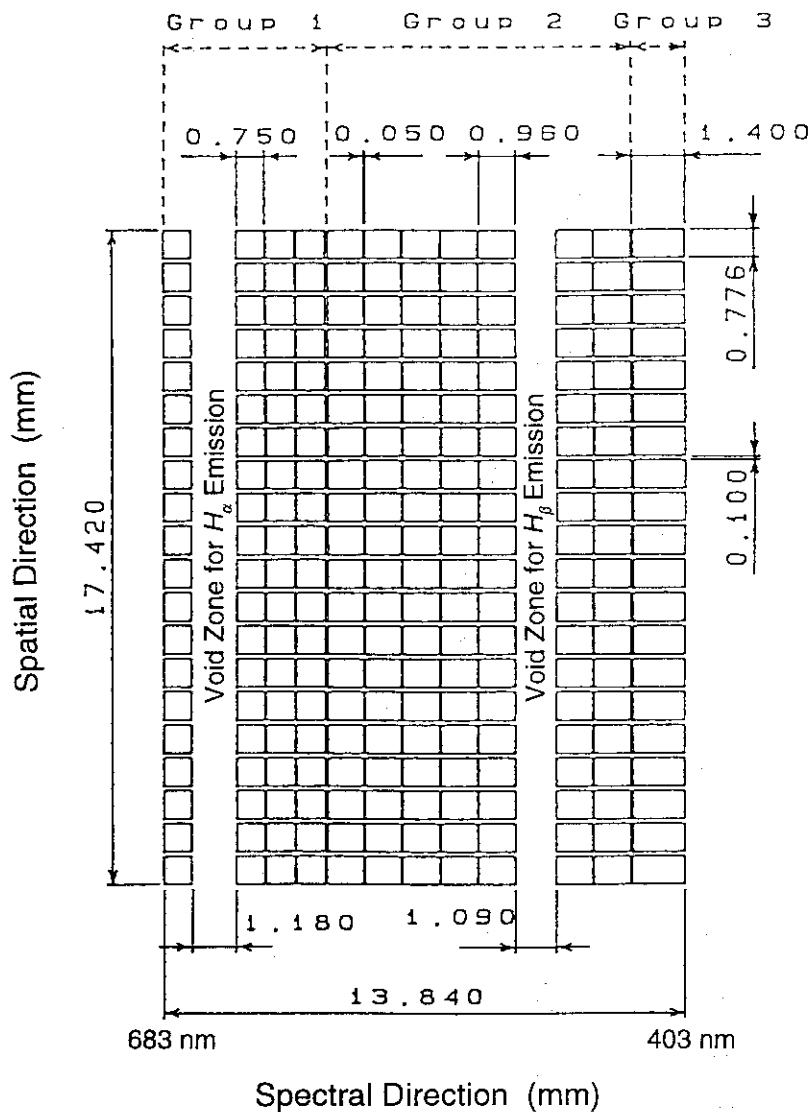 Group 1 Group 2 Group 3
0.750 0.050 0.960 1.400
0.776
0.100
Spatial Direction (mm)
17.420
Void Zone for Hα Emission
Void Zone for Hβ Emission
1.180 1.090
13.840
683 nm 403 nm
Spectral Direction (mm)